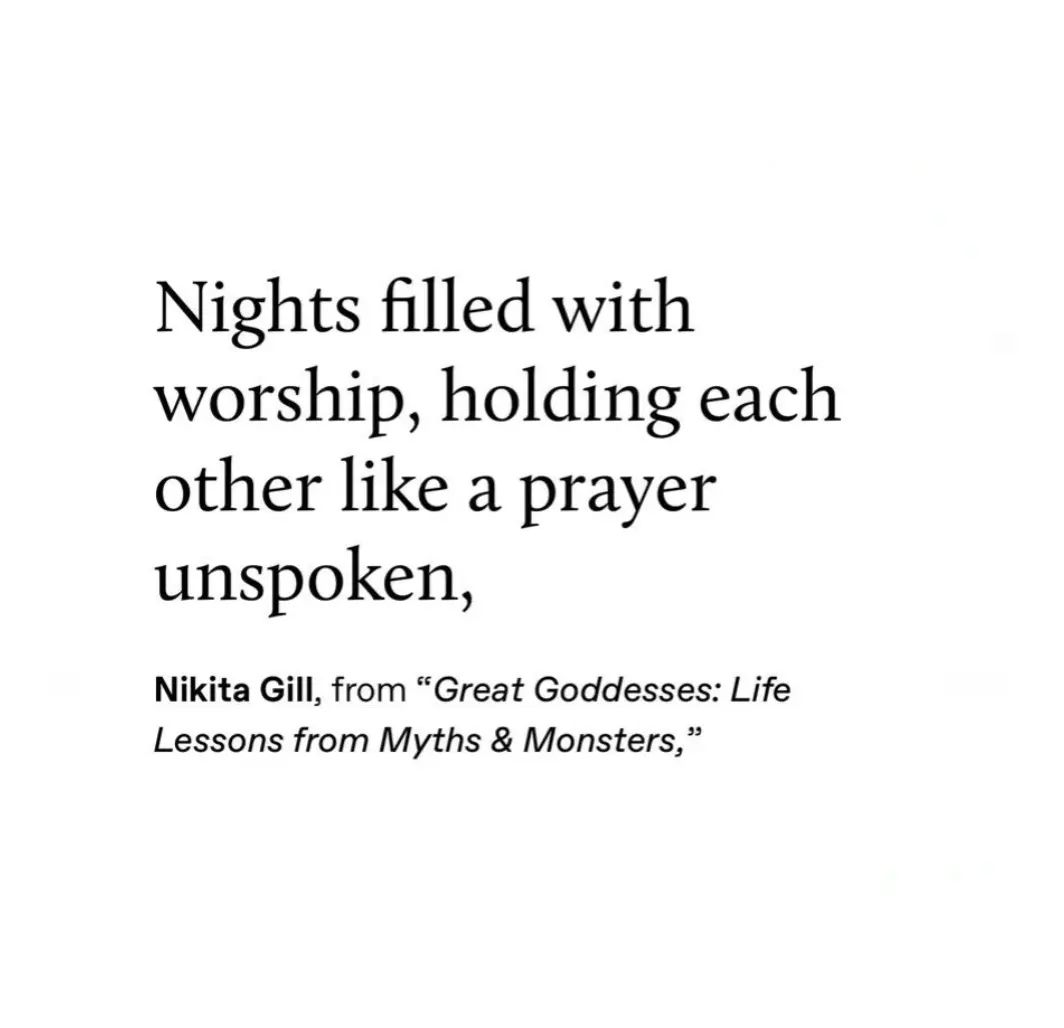 Nights filled with
worship, holding each
other like a prayer
unspoken,
Nikita Gill, from “Great Goddesses: Life
Lessons from Myths & Monsters,”